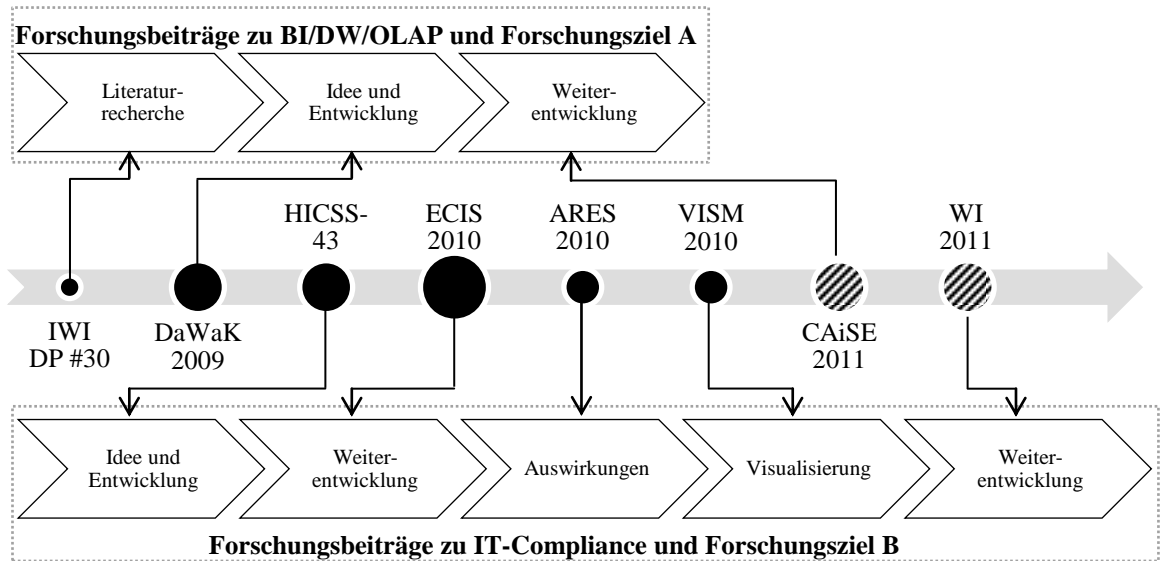 Forschungsbeiträge zu BI/DW/OLAP und Forschungsziel A
Literatur-
recherche
Idee und
Entwicklung
Weiter-
entwicklung
HICSS-
43
ECIS
2010
ARES
2010
VISM
2010
WI
2011
IWI
DP #30
DaWaK
2009
CAiSE
2011
Idee und
Entwicklung
Weiter-
entwicklung
Auswirkungen
Visualisierung
Weiter-
entwicklung
Forschungsbeiträge zu IT-Compliance und Forschungsziel B